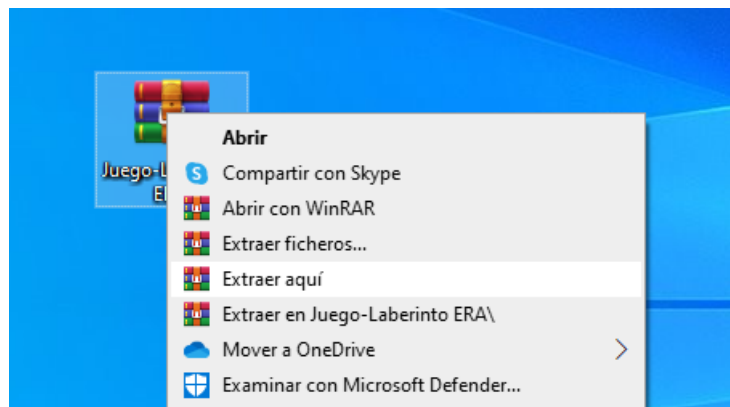 Juego-L
El
Abrir
Compartir con Skype
Abrir con WinRAR
Extraer ficheros...
Extraer aquí
Extraer en Juego-Laberinto ERA\
Mover a OneDrive
Examinar con Microsoft Defender...